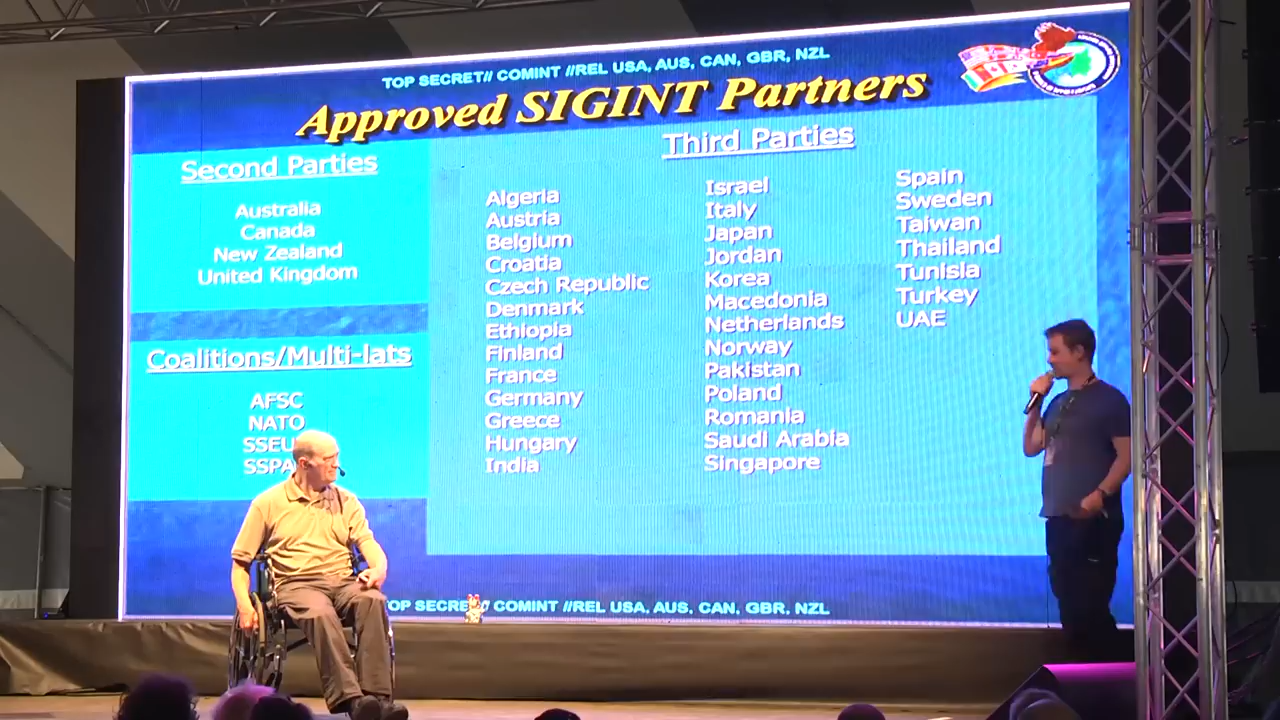 TOP SECRET// COMINT //REL USA, AUS, CAN, GBR, NZL
Approved SIGINT Partners
Second Parties
Australia
Canada
New Zealand
United Kingdom
Coalitions/Multi-lats
AFSC
NATO
Third Parties
Algeria
Austria
Belgium
Croatia
Czech Republic
Denmark
Ethiopia
Finland
France
Germany
Greece
Hungary
India
Israel
Italy
Japan
Jordan
Korea
Macedonia
Netherlands
Norway
Pakistan
Poland
Romania
Saudi Arabia
Singapore
Spain
Sweden
Taiwan
Thailand
Tunisia
Turkey
UAE
COMINT //REL USA, AUS, CAN, GBR, NZL